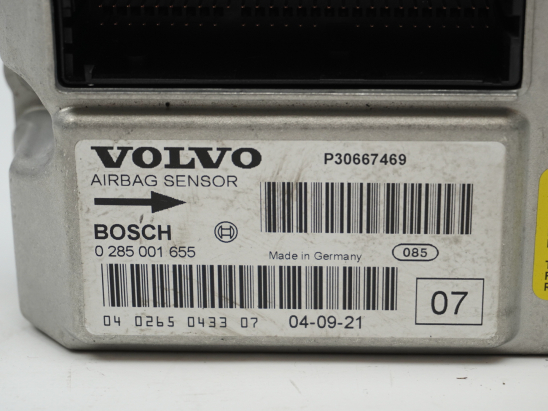 VOLVO
P30667469
AIRBAG SENSOR
BOSCH
0 285 001 655
Made in Germany
085
07
04 0265 0433 07
04-09-21